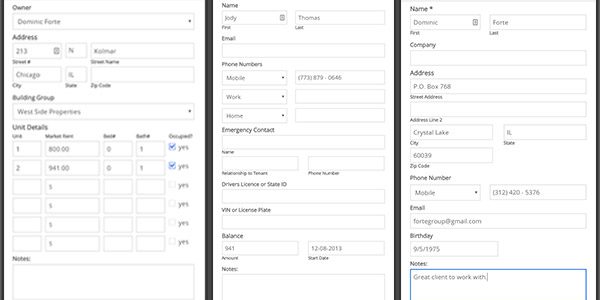 Owner
Dominic Forte
Address
213 N Kolmar
Street # Street Name
Chicago IL
City State Zip Code
Building Group
West Side Properties
Unit Details
Unit Market Rent Bed# Bath# Occupied?
1 800.00 0 1 yes
2 941.00 0 1 yes
$ yes
$ yes
$ yes
$ yes
Notes:
Name
Jody Thomas
First Last
Email
Phone Numbers
Mobile (773) 879 - 0646
Work
Home
Emergency Contact
Name
Relationship to Tenant Phone Number
Drivers Licence or State ID
VIN or License Plate
Balance
941 12-08-2013
Amount Start Date
Notes:
Name *
Dominic Forte
First Last
Company
Address
P.O. Box 768
Street Address
Address Line 2
Crystal Lake IL
City State
60039
Zip Code
Phone Number
Mobile (312) 420 - 5376
Email
fortegroup@gmail.com
Birthday
9/5/1975
Notes:
Great client to work with.